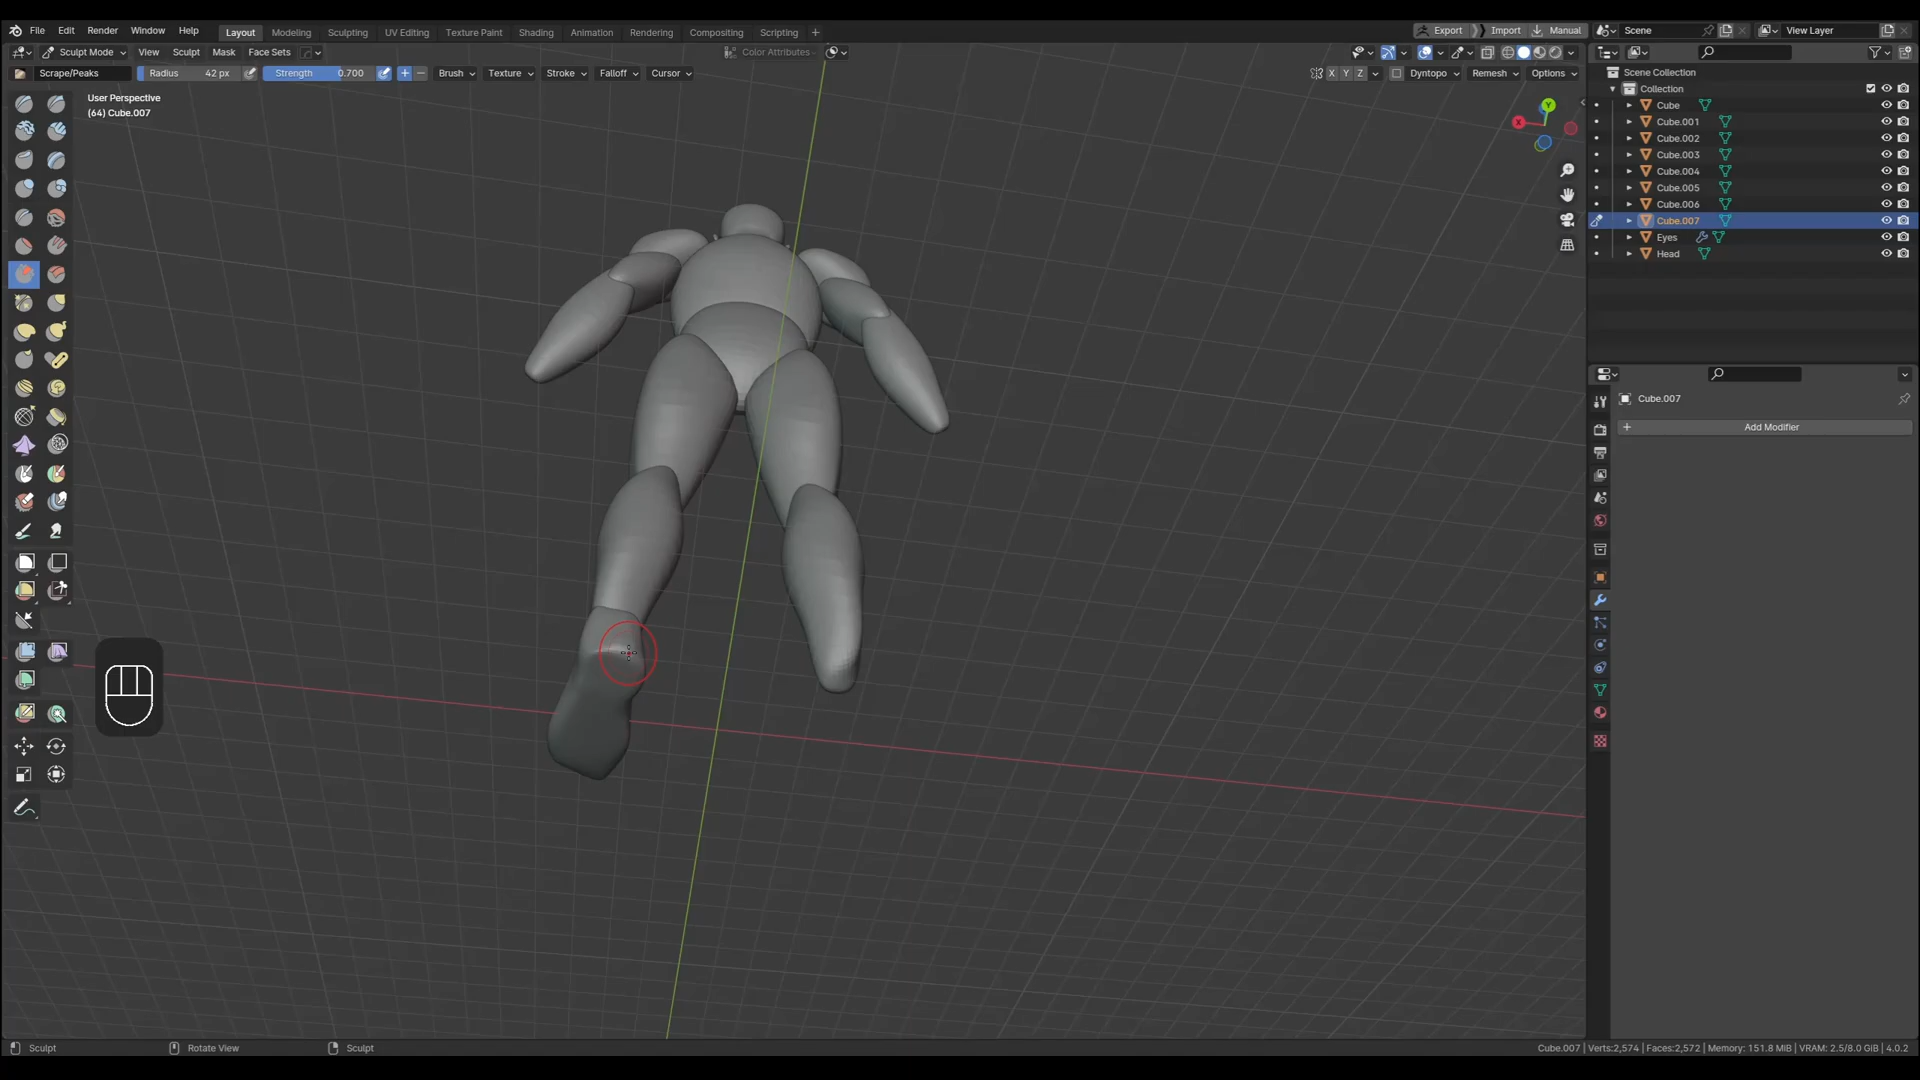 File Edit Render Window Help Layout Modeling Sculpting UV Editing Texture Paint Shading Animation Rendering Compositing Scripting + Export Import Manual Scene View Layer
Sculpt Mode View Sculpt Mask Face Sets Color Attributes
Scrape/Peaks Radius 42 px Strength 0.700 + − Brush Texture Stroke Falloff Cursor X Y Z Dyntopo Remesh Options
User Perspective
(64) Cube.007
Y
X
Scene Collection
Collection
Cube
Cube.001
Cube.002
Cube.003
Cube.004
Cube.005
Cube.006
Cube.007
Eyes
Head
Cube.007
+ Add Modifier
Sculpt Rotate View Sculpt Cube.007 | Verts:2,574 | Faces:2,572 | Memory: 151.8 MiB | VRAM: 2.5/8.0 GiB | 4.0.2